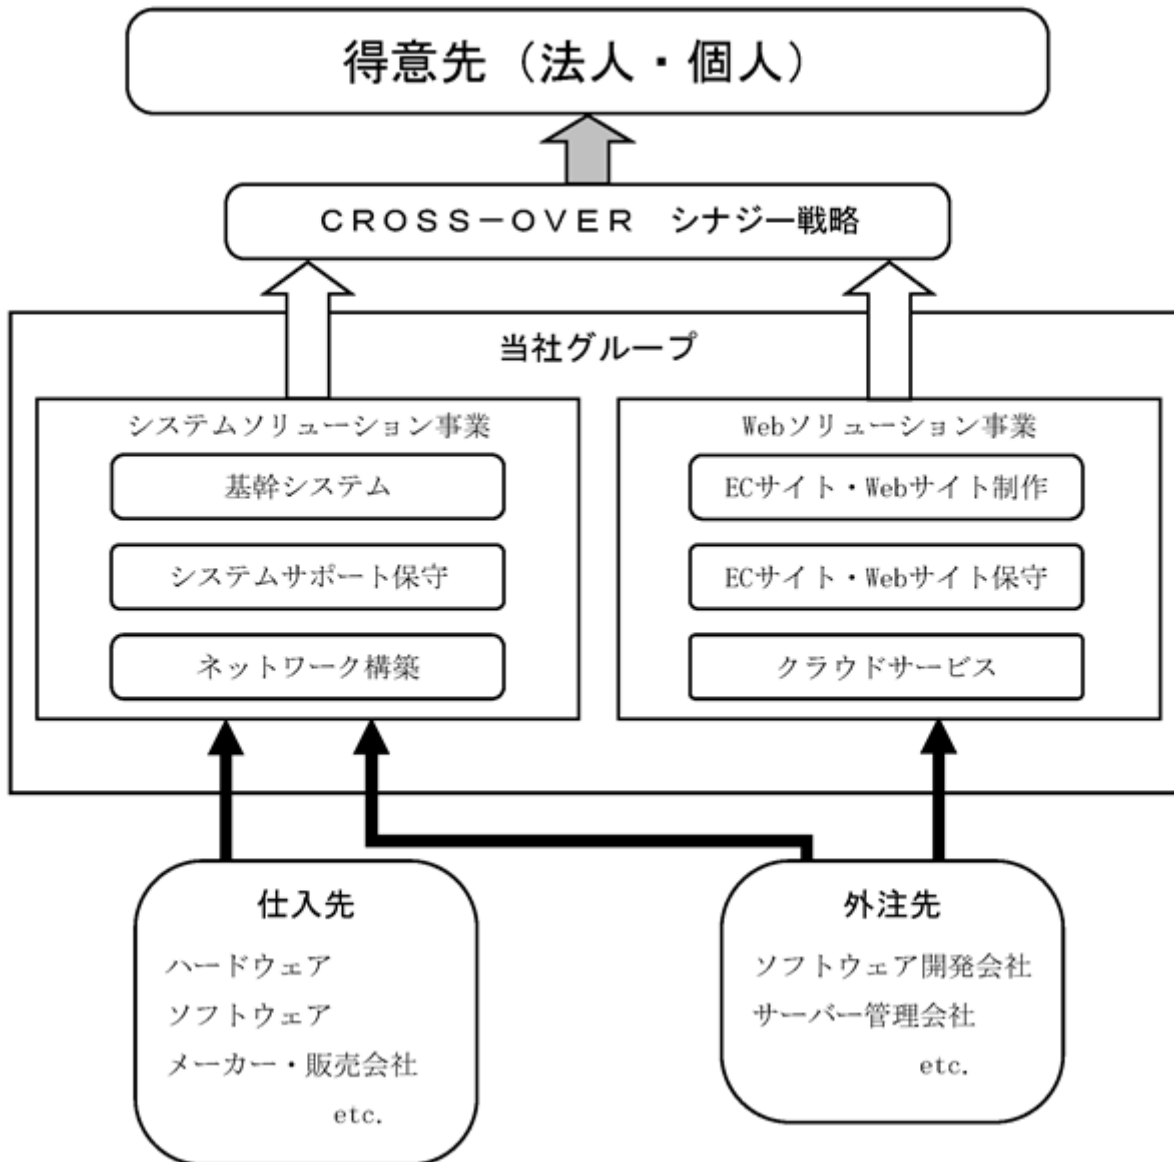 得意先（法人・個人）
ＣＲＯＳＳ－ＯＶＥＲ　シナジー戦略
当社グループ
システムソリューション事業
基幹システム
システムサポート保守
ネットワーク構築
Webソリューション事業
ECサイト・Webサイト制作
ECサイト・Webサイト保守
クラウドサービス
仕入先
ハードウェア
ソフトウェア
メーカー・販売会社
etc.
外注先
ソフトウェア開発会社
サーバー管理会社
etc.